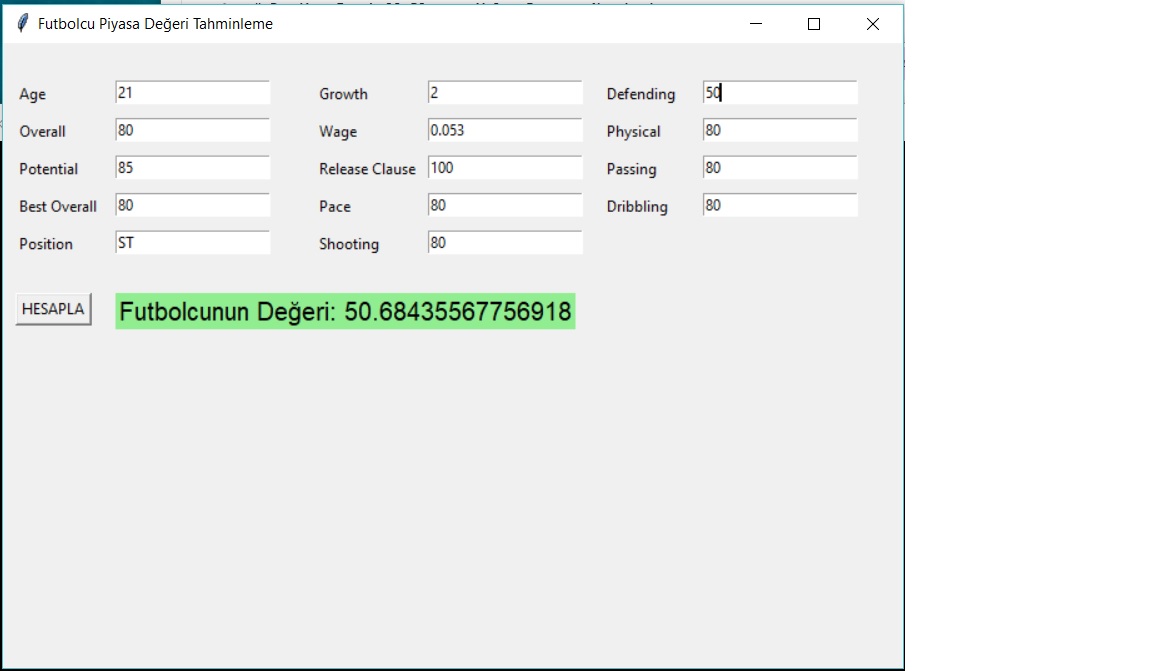 Futbolcu Piyasa Değeri Tahminleme
Age 21 Growth 2 Defending 50
Overall 80 Wage 0.053 Physical 80
Potential 85 Release Clause 100 Passing 80
Best Overall 80 Pace 80 Dribbling 80
Position ST Shooting 80
HESAPLA Futbolcunun Değeri: 50.68435567756918